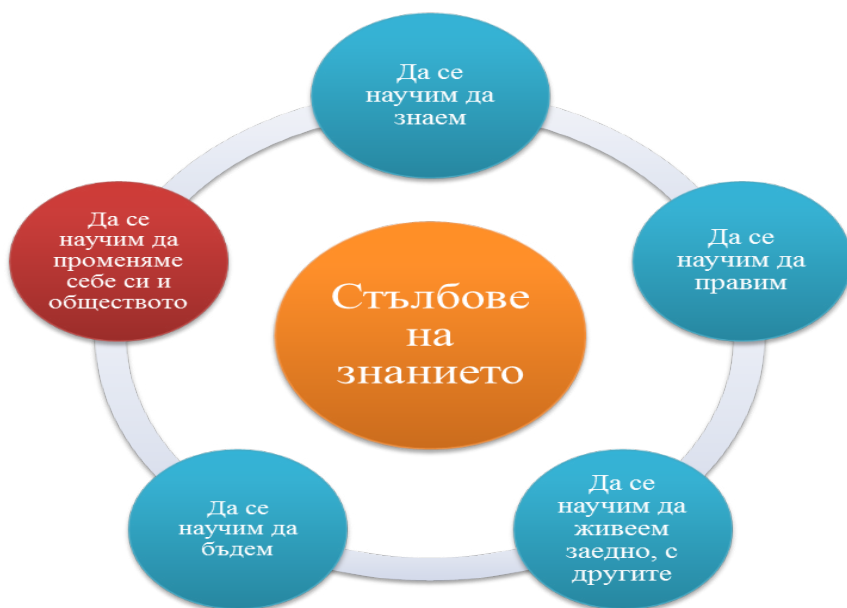 Да се
научим да
знаем
Да се
научим да
правим
Да се
научим да
живеем
заедно, с
другите
Да се
научим да
бъдем
Да се
научим да
променяме
себе си и
обществото
Стълбове
на
знанието